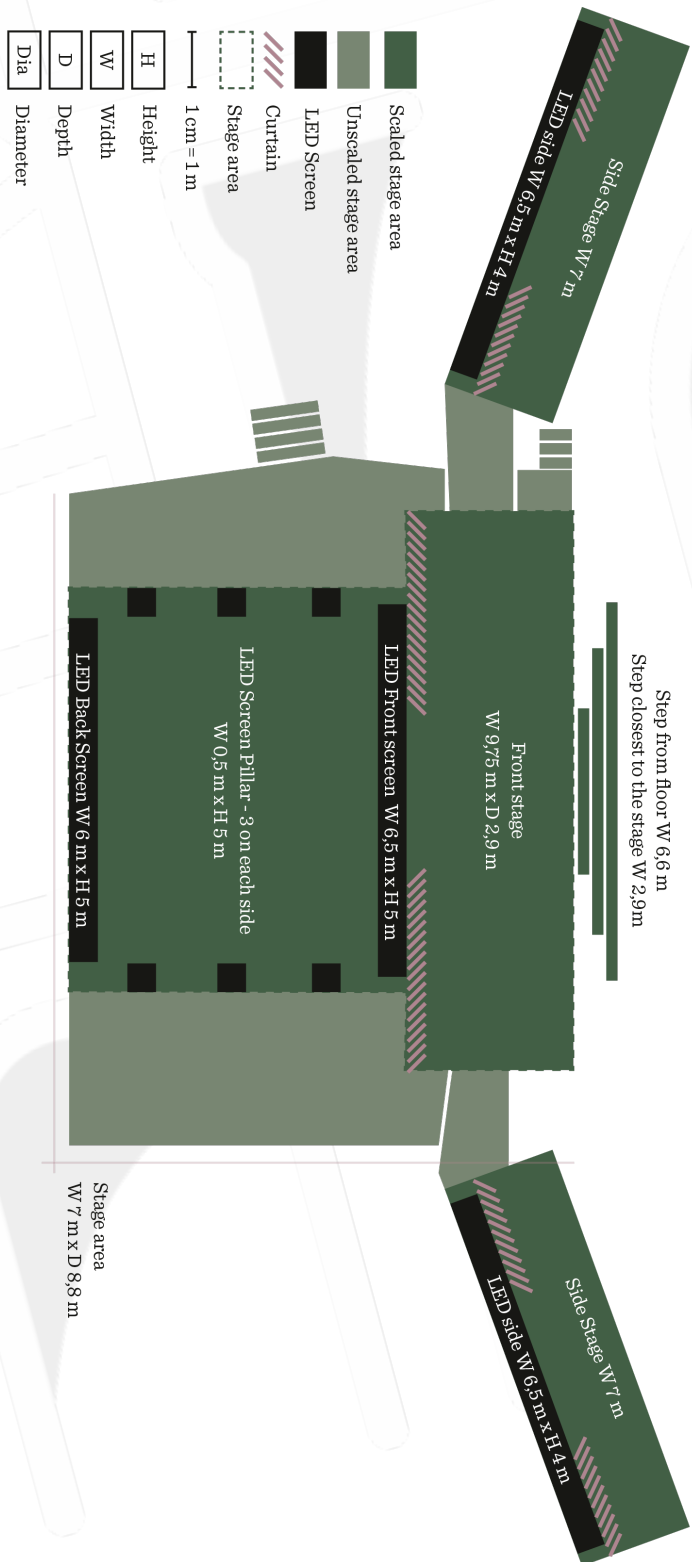 Step from floor W 6,6 m
Step closest to the stage W 2,9m
Side Stage W 7 m
LED side W 6,5 m x H 4 m
Front stage
W 9,75 m x D 2,9 m
Side Stage W 7 m
LED side W 6,5 m x H 4 m
LED Front screen W 6,5 m x H 5 m
LED Screen Pillar - 3 on each side
W 0,5 m x H 5 m
LED Back Screen W 6 m x H 5 m
Stage area
W 7 m x D 8,8 m
Scaled stage area
Unscaled stage area
LED Screen
Curtain
Stage area
1 cm = 1 m
H Height
W Width
D Depth
Dia Diameter